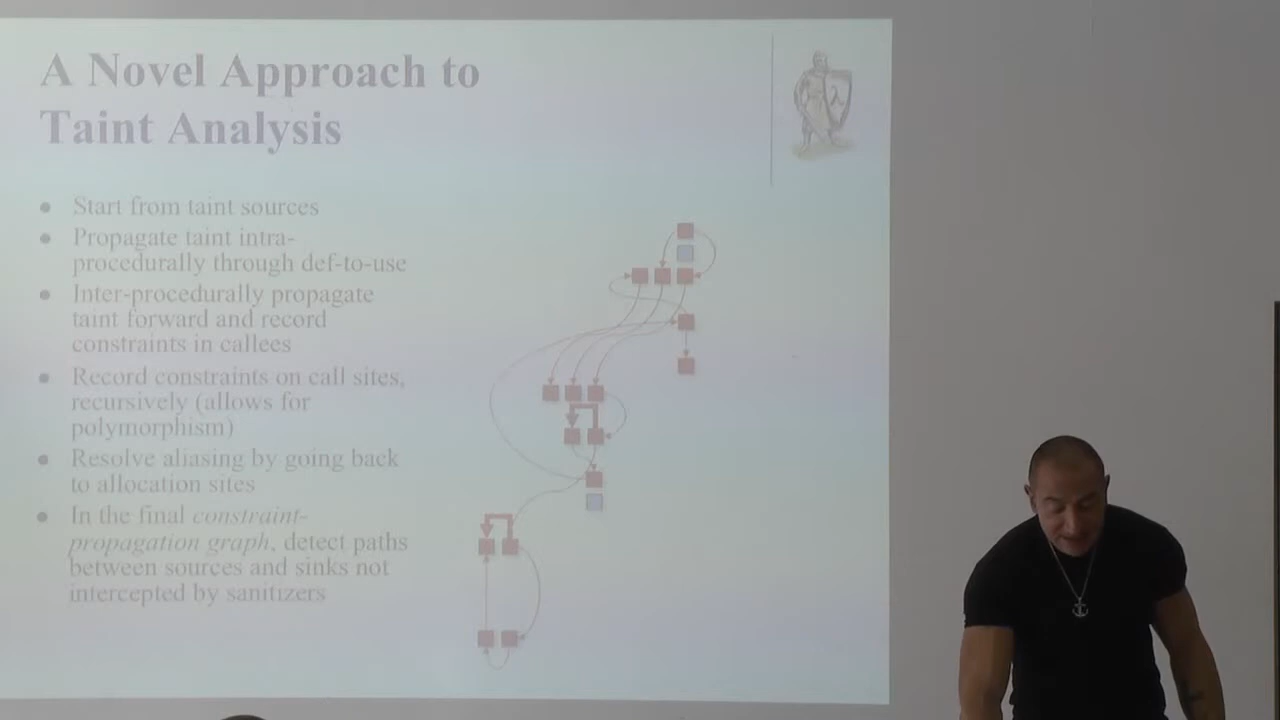 A Novel Approach to
Taint Analysis
● Start from taint sources
● Propagate taint intra-
procedurally through def-to-use
● Inter-procedurally propagate
taint forward and record
constraints in callees
● Record constraints on call sites,
recursively (allows for
polymorphism)
● Resolve aliasing by going back
to allocation sites
● In the final constraint-
propagation graph, detect paths
between sources and sinks not
intercepted by sanitizers
λ